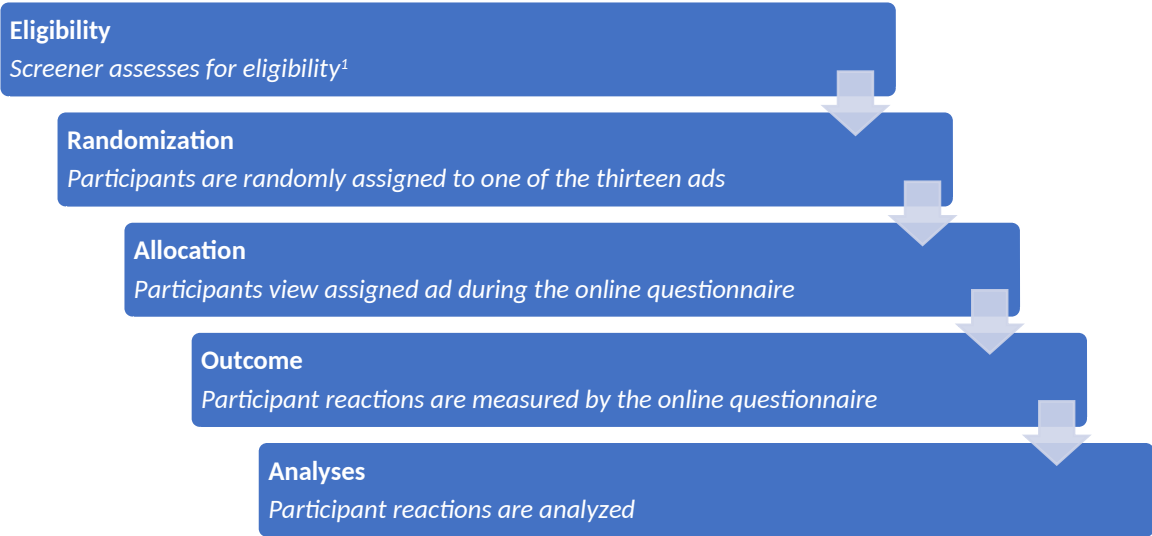 Eligibility
Screener assesses for eligibility¹
Randomization
Participants are randomly assigned to one of the thirteen ads
Allocation
Participants view assigned ad during the online questionnaire
Outcome
Participant reactions are measured by the online questionnaire
Analyses
Participant reactions are analyzed